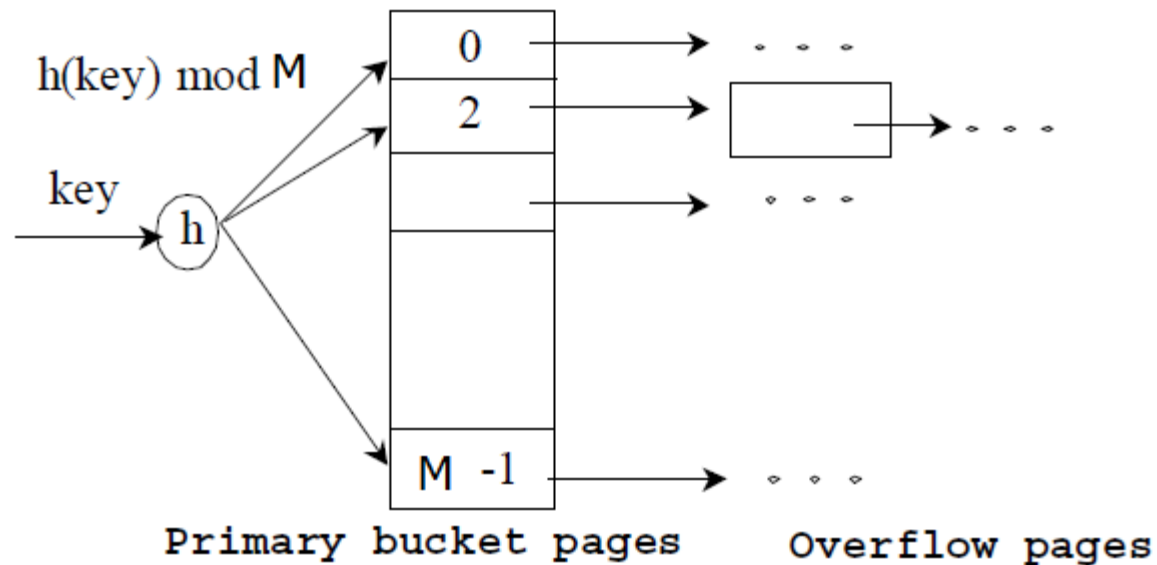 h(key) mod M
key
h
0
2
M -1
Primary bucket pages
Overflow pages